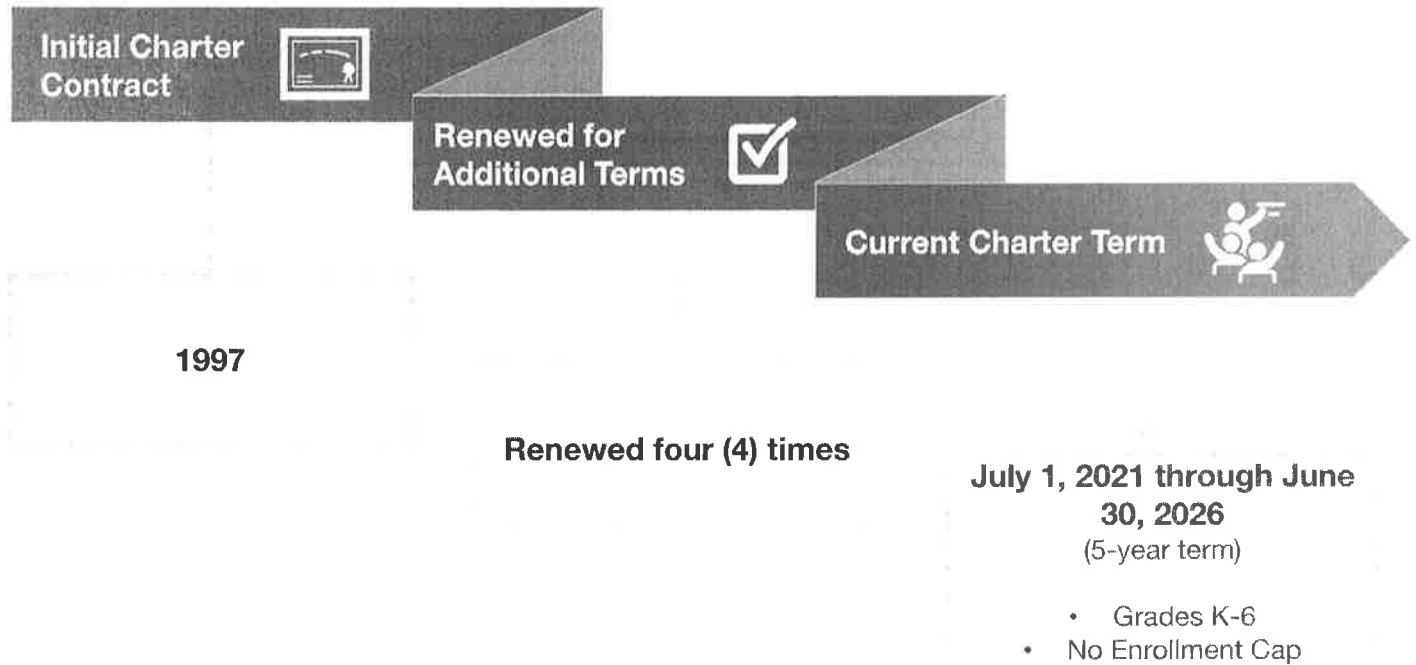 Initial Charter
Contract
Renewed for
Additional Terms
Current Charter Term
1997
Renewed four (4) times
July 1, 2021 through June
30, 2026
(5-year term)
• Grades K-6
• No Enrollment Cap